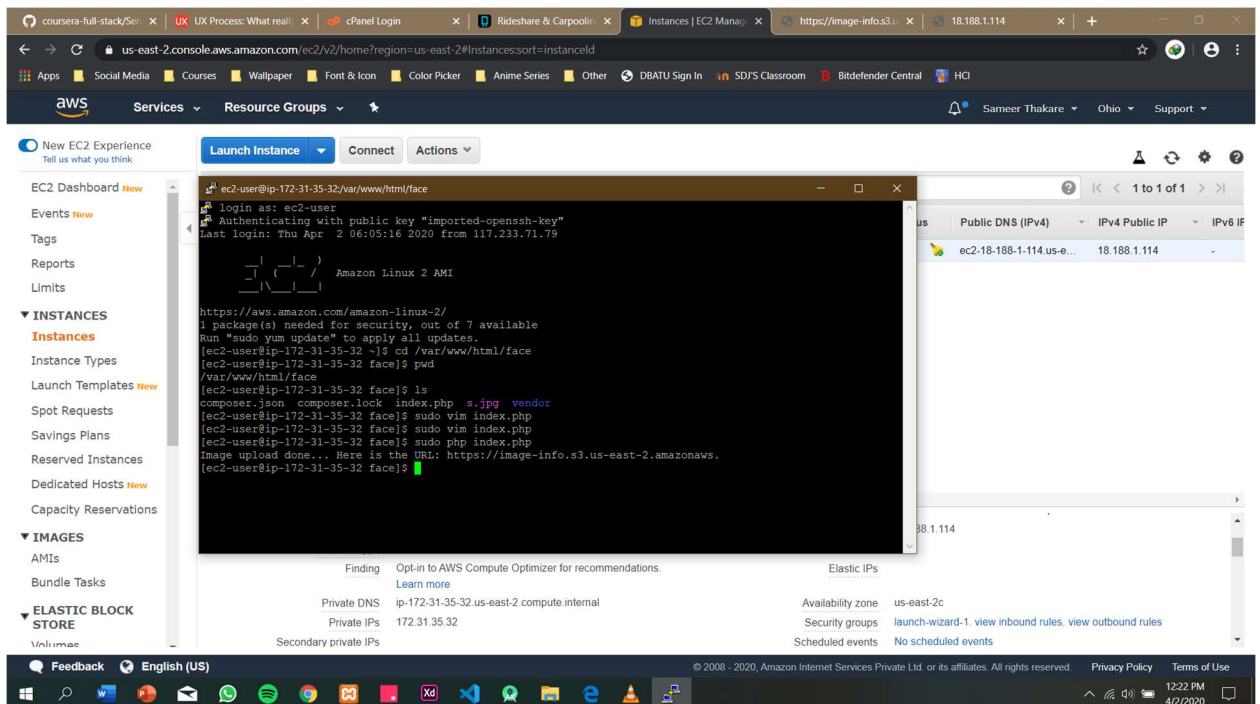 coursera-full-stack/Ser
UX Process: What reall
cPanel Login
Rideshare & Carpoolin
Instances | EC2 Manag
https://image-info.s3.u
18.188.1.114
us-east-2.console.aws.amazon.com/ec2/v2/home?region=us-east-2#Instances:sort=instanceId
Apps Social Media Courses Wallpaper Font & Icon Color Picker Anime Series Other DBATU Sign In SDJ'S Classroom Bitdefender Central HCI
aws Services Resource Groups Sameer Thakare Ohio Support
New EC2 Experience
Tell us what you think
Launch Instance Connect Actions
EC2 Dashboard New
Events New
Tags
Reports
Limits
INSTANCES
Instances
Instance Types
Launch Templates New
Spot Requests
Savings Plans
Reserved Instances
Dedicated Hosts New
Capacity Reservations
IMAGES
AMIs
Bundle Tasks
ELASTIC BLOCK
STORE
Volumes
1 to 1 of 1
us Public DNS (IPv4) IPv4 Public IP IPv6 IF
ec2-18-188-1-114.us-e... 18.188.1.114 -
ec2-user@ip-172-31-35-32:/var/www/html/face
login as: ec2-user
Authenticating with public key "imported-openssh-key"
Last login: Thu Apr  2 06:05:16 2020 from 117.233.71.79
__|  __|_  )
_|  (     /   Amazon Linux 2 AMI
___|\___|___|
https://aws.amazon.com/amazon-linux-2/
1 package(s) needed for security, out of 7 available
Run "sudo yum update" to apply all updates.
[ec2-user@ip-172-31-35-32 ~]$ cd /var/www/html/face
[ec2-user@ip-172-31-35-32 face]$ pwd
/var/www/html/face
[ec2-user@ip-172-31-35-32 face]$ ls
composer.json  composer.lock  index.php  s.jpg  vendor
[ec2-user@ip-172-31-35-32 face]$ sudo vim index.php
[ec2-user@ip-172-31-35-32 face]$ sudo vim index.php
[ec2-user@ip-172-31-35-32 face]$ sudo php index.php
Image upload done... Here is the URL: https://image-info.s3.us-east-2.amazonaws.
[ec2-user@ip-172-31-35-32 face]$
88.1.114
Finding Opt-in to AWS Compute Optimizer for recommendations. Elastic IPs
Learn more
Private DNS ip-172-31-35-32.us-east-2.compute.internal Availability zone us-east-2c
Private IPs 172.31.35.32 Security groups launch-wizard-1. view inbound rules. view outbound rules
Secondary private IPs Scheduled events No scheduled events
Feedback English (US) © 2008 - 2020, Amazon Internet Services Private Ltd. or its affiliates. All rights reserved. Privacy Policy Terms of Use
12:22 PM
4/2/2020